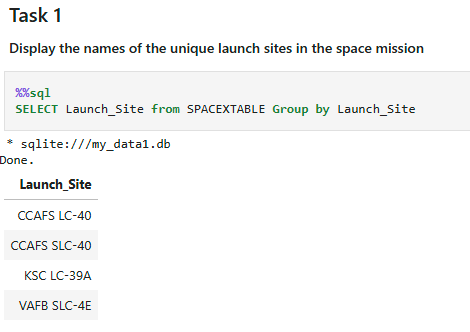 Task 1
Display the names of the unique launch sites in the space mission
%%sql
SELECT Launch_Site from SPACEXTABLE Group by Launch_Site
* sqlite:///my_data1.db
Done.
Launch_Site
CCAFS LC-40
CCAFS SLC-40
KSC LC-39A
VAFB SLC-4E